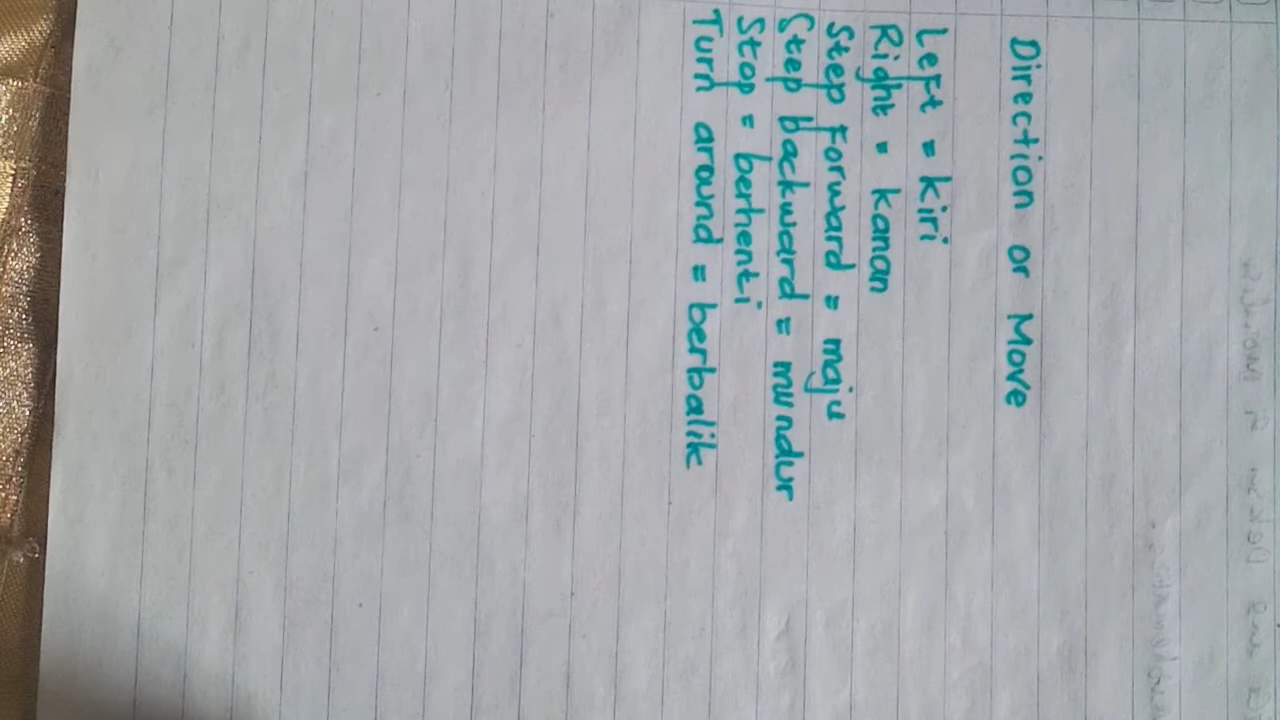 Direction or Move
Left = kiri
Right = kanan
Step Forward = maju
Step backward = mundur
Stop = berhenti
Turn around = berbalik